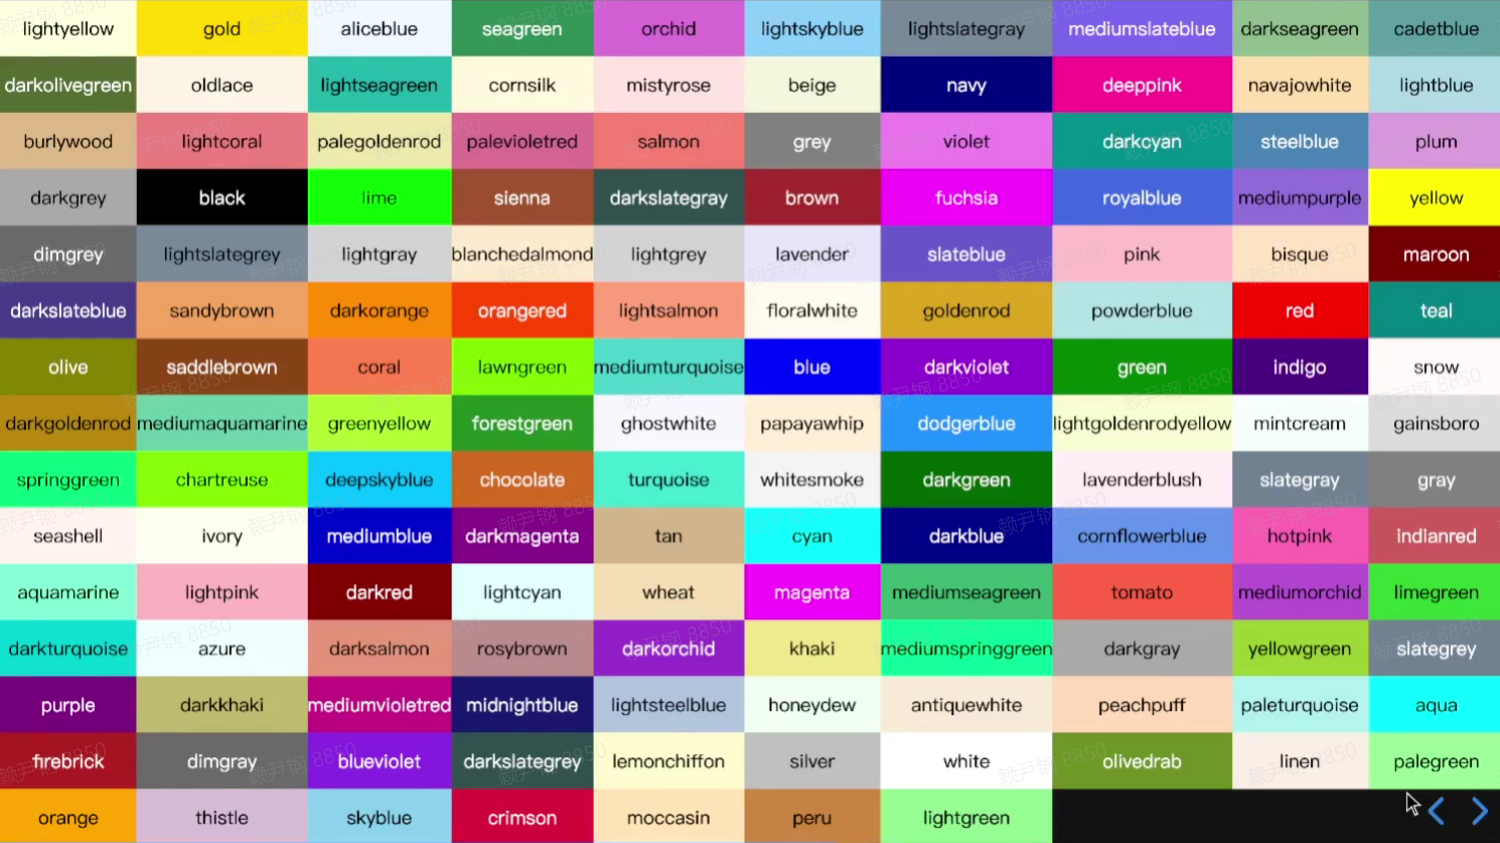 lightyellow gold aliceblue seagreen orchid lightskyblue lightslategray mediumslateblue darkseagreen cadetblue
darkolivegreen oldlace lightseagreen cornsilk mistyrose beige navy deeppink navajowhite lightblue
burlywood lightcoral palegoldenrod palevioletred salmon grey violet darkcyan steelblue plum
darkgrey black lime sienna darkslategray brown fuchsia royalblue mediumpurple yellow
dimgrey lightslategrey lightgray blanchedalmond lightgrey lavender slateblue pink bisque maroon
darkslateblue sandybrown darkorange orangered lightsalmon floralwhite goldenrod powderblue red teal
olive saddlebrown coral lawngreen mediumturquoise blue darkviolet green indigo snow
darkgoldenrod mediumaquamarine greenyellow forestgreen ghostwhite papayawhip dodgerblue lightgoldenrodyellow mintcream gainsboro
springgreen chartreuse deepskyblue chocolate turquoise whitesmoke darkgreen lavenderblush slategray gray
seashell ivory mediumblue darkmagenta tan cyan darkblue cornflowerblue hotpink indianred
aquamarine lightpink darkred lightcyan wheat magenta mediumseagreen tomato mediumorchid limegreen
darkturquoise azure darksalmon rosybrown darkorchid khaki mediumspringgreen darkgray yellowgreen slategrey
purple darkkhaki mediumvioletred midnightblue lightsteelblue honeydew antiquewhite peachpuff paleturquoise aqua
firebrick dimgray blueviolet darkslategrey lemonchiffon silver white olivedrab linen palegreen
orange thistle skyblue crimson moccasin peru lightgreen
赖尹钢 8850